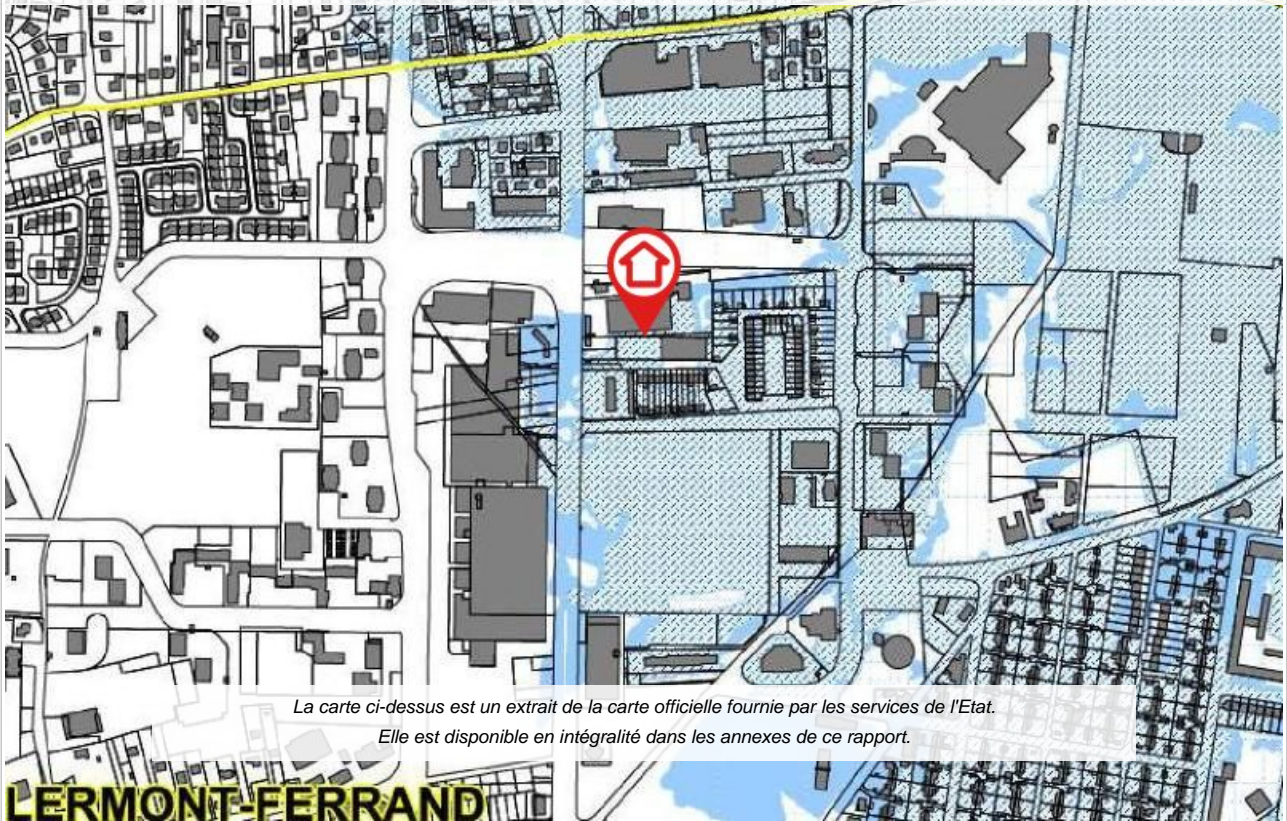 La carte ci-dessus est un extrait de la carte officielle fournie par les services de l'Etat.
Elle est disponible en intégralité dans les annexes de ce rapport.
LERMONT-FERRAND